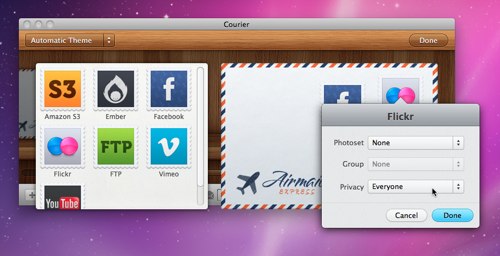 Courier
Automatic Theme
Done
S3
Amazon S3
Ember
f
Facebook
Flickr
FTP
FTP
v
Vimeo
You Tube
Airmail
EXPRESS
Flickr
Photoset None
Group None
Privacy Everyone
Cancel Done